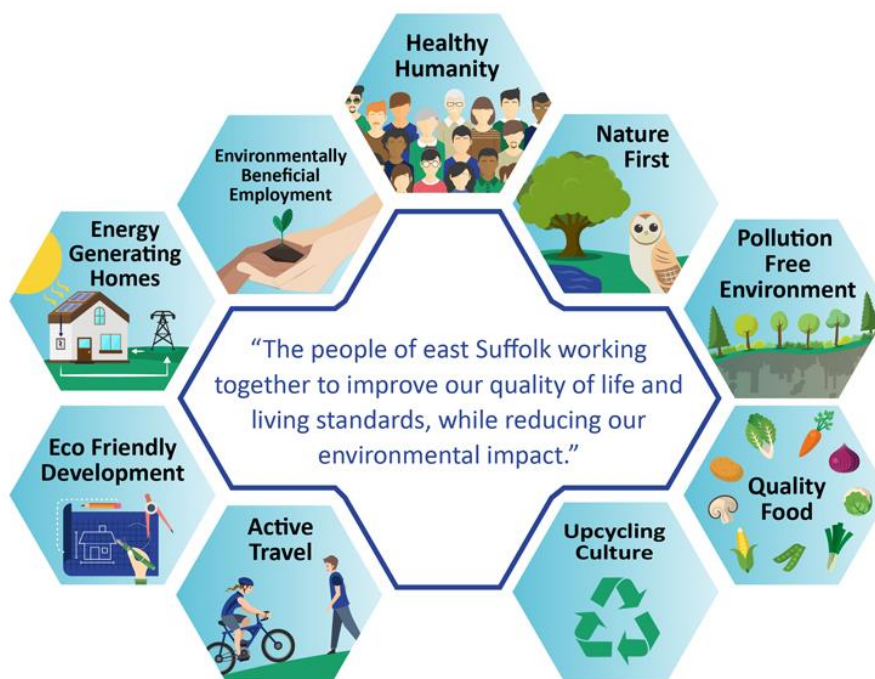 Healthy
Humanity
Nature
First
Pollution
Free
Environment
Quality
Food
Upcycling
Culture
Active
Travel
Eco Friendly
Development
Energy
Generating
Homes
Environmentally
Beneficial
Employment
“The people of east Suffolk working
together to improve our quality of life and
living standards, while reducing our
environmental impact.”